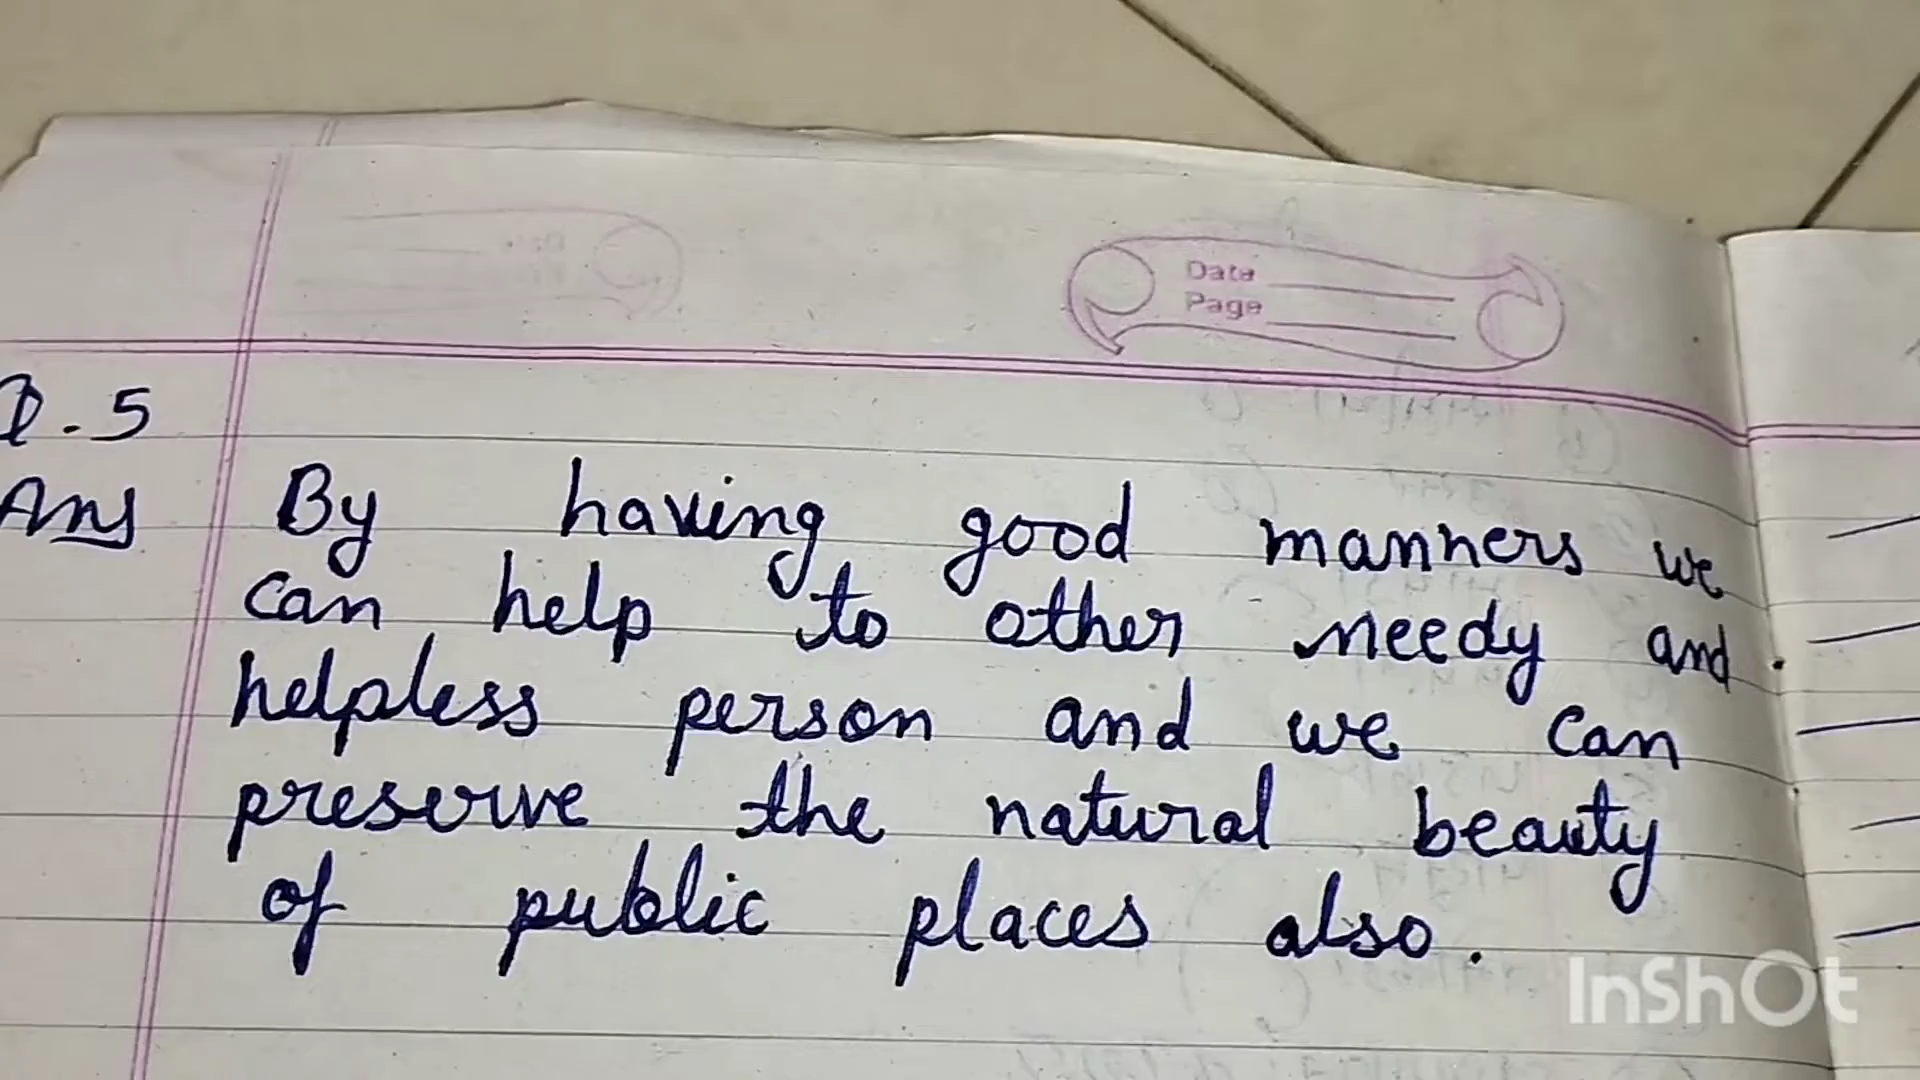 Date
Page
Q.5
Ans By having good manners we
can help to other needy and
helpless person and we can
preserve the natural beauty
of public places also.
InShOt